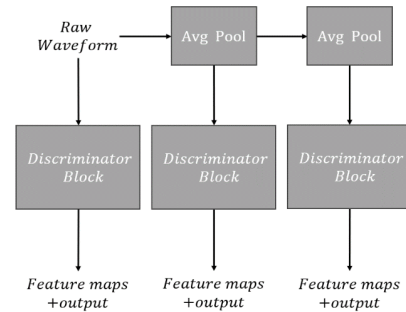 Raw
Waveform
Avg Pool
Avg Pool
Discriminator
Block
Discriminator
Block
Discriminator
Block
Feature maps
+output
Feature maps
+output
Feature maps
+output